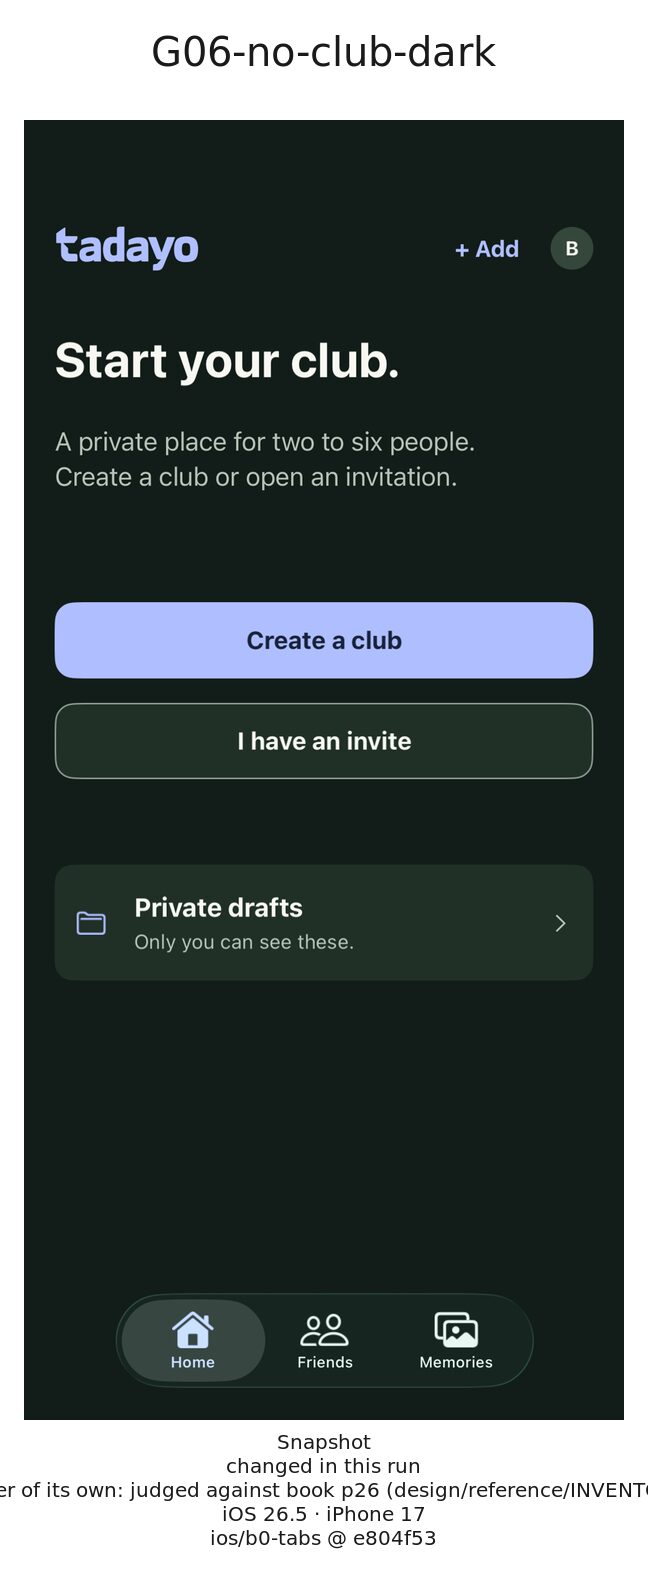 G06-no-club-dark
tadayo
+ Add
B
Start your club.
A private place for two to six people.
Create a club or open an invitation.
Create a club
I have an invite
Private drafts
Only you can see these.
Home
Friends
Memories
Snapshot
changed in this run
er of its own: judged against book p26 (design/reference/INVENTO
iOS 26.5 · iPhone 17
ios/b0-tabs @ e804f53